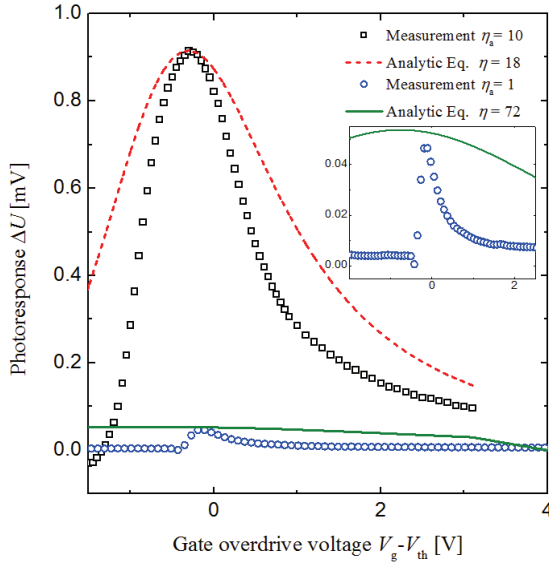 1.0
0.8
0.6
0.4
0.2
0.0
Photoresponse ΔU [mV]
Measurement ηa = 10
Analytic Eq. η = 18
Measurement ηa = 1
Analytic Eq. η = 72
0.04
0.02
0.00
0
2
0
2
4
Gate overdrive voltage Vg-Vth [V]